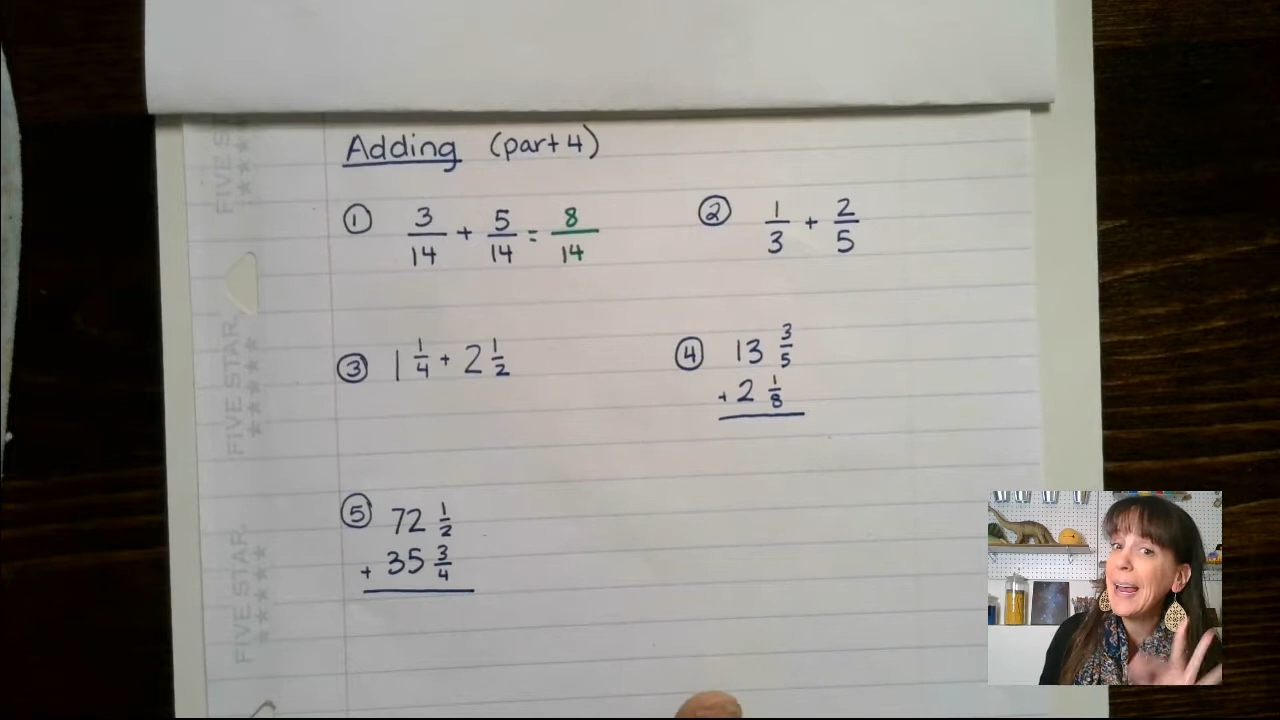 Adding (part 4)
① 3/14 + 5/14 = 8/14
② 1/3 + 2/5
③ 1 1/4 + 2 1/2
④ 13 3/5
+ 2 1/8
⑤ 72 1/2
+ 35 3/4
FIVE STAR
FIVE STAR
FIVE STAR